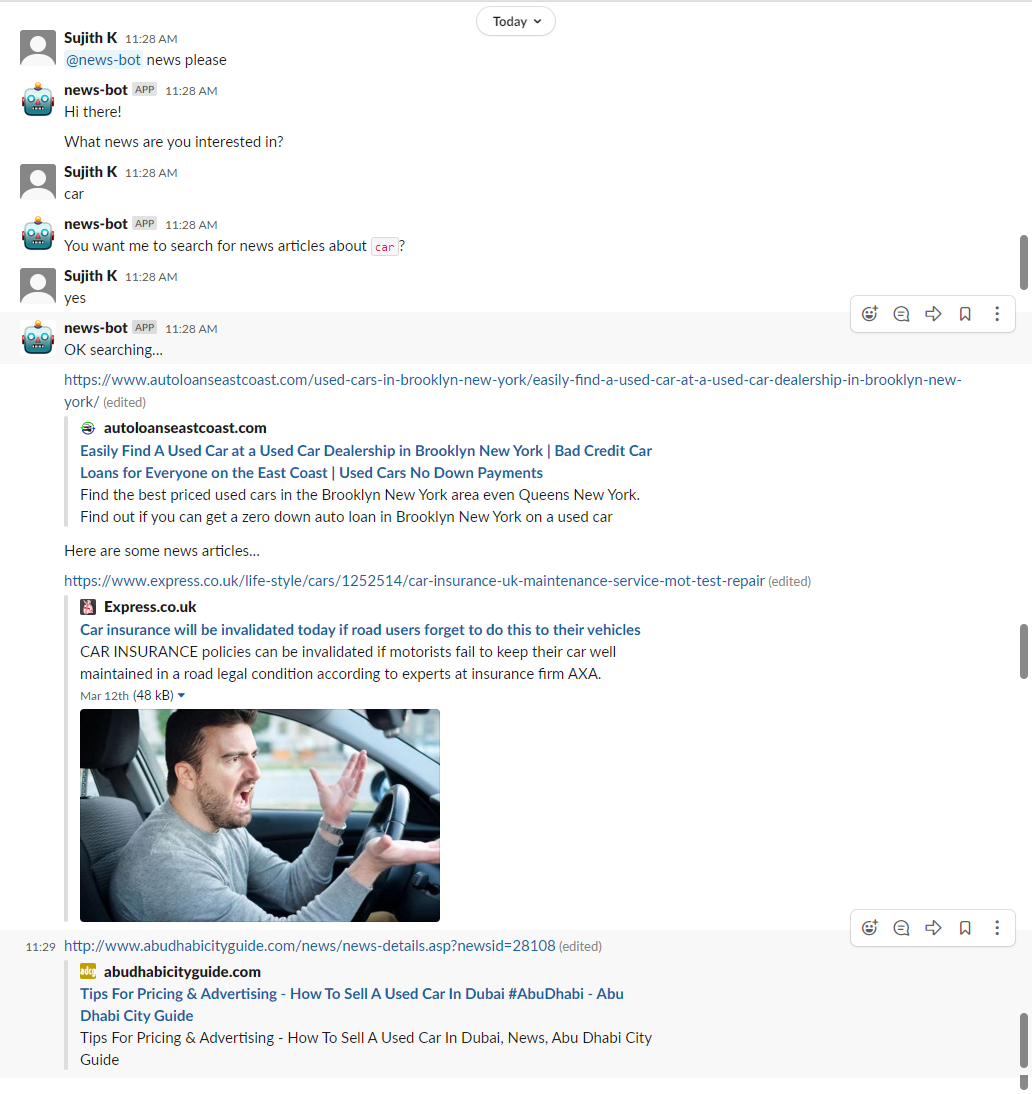 Today
Sujith K 11:28 AM
@news-bot news please
news-bot APP 11:28 AM
Hi there!
What news are you interested in?
Sujith K 11:28 AM
car
news-bot APP 11:28 AM
You want me to search for news articles about car?
Sujith K 11:28 AM
yes
news-bot APP 11:28 AM
OK searching...
https://www.autoloanseastcoast.com/used-cars-in-brooklyn-new-york/easily-find-a-used-car-at-a-used-car-dealership-in-brooklyn-new-
york/ (edited)
autoloanseastcoast.com
Easily Find A Used Car at a Used Car Dealership in Brooklyn New York | Bad Credit Car
Loans for Everyone on the East Coast | Used Cars No Down Payments
Find the best priced used cars in the Brooklyn New York area even Queens New York.
Find out if you can get a zero down auto loan in Brooklyn New York on a used car
Here are some news articles...
https://www.express.co.uk/life-style/cars/1252514/car-insurance-uk-maintenance-service-mot-test-repair (edited)
Express.co.uk
Car insurance will be invalidated today if road users forget to do this to their vehicles
CAR INSURANCE policies can be invalidated if motorists fail to keep their car well
maintained in a road legal condition according to experts at insurance firm AXA.
Mar 12th (48 kB)
11:29 http://www.abudhabicityguide.com/news/news-details.asp?newsid=28108 (edited)
adcg abudhabicityguide.com
Tips For Pricing & Advertising - How To Sell A Used Car In Dubai #AbuDhabi - Abu
Dhabi City Guide
Tips For Pricing & Advertising - How To Sell A Used Car In Dubai, News, Abu Dhabi City
Guide